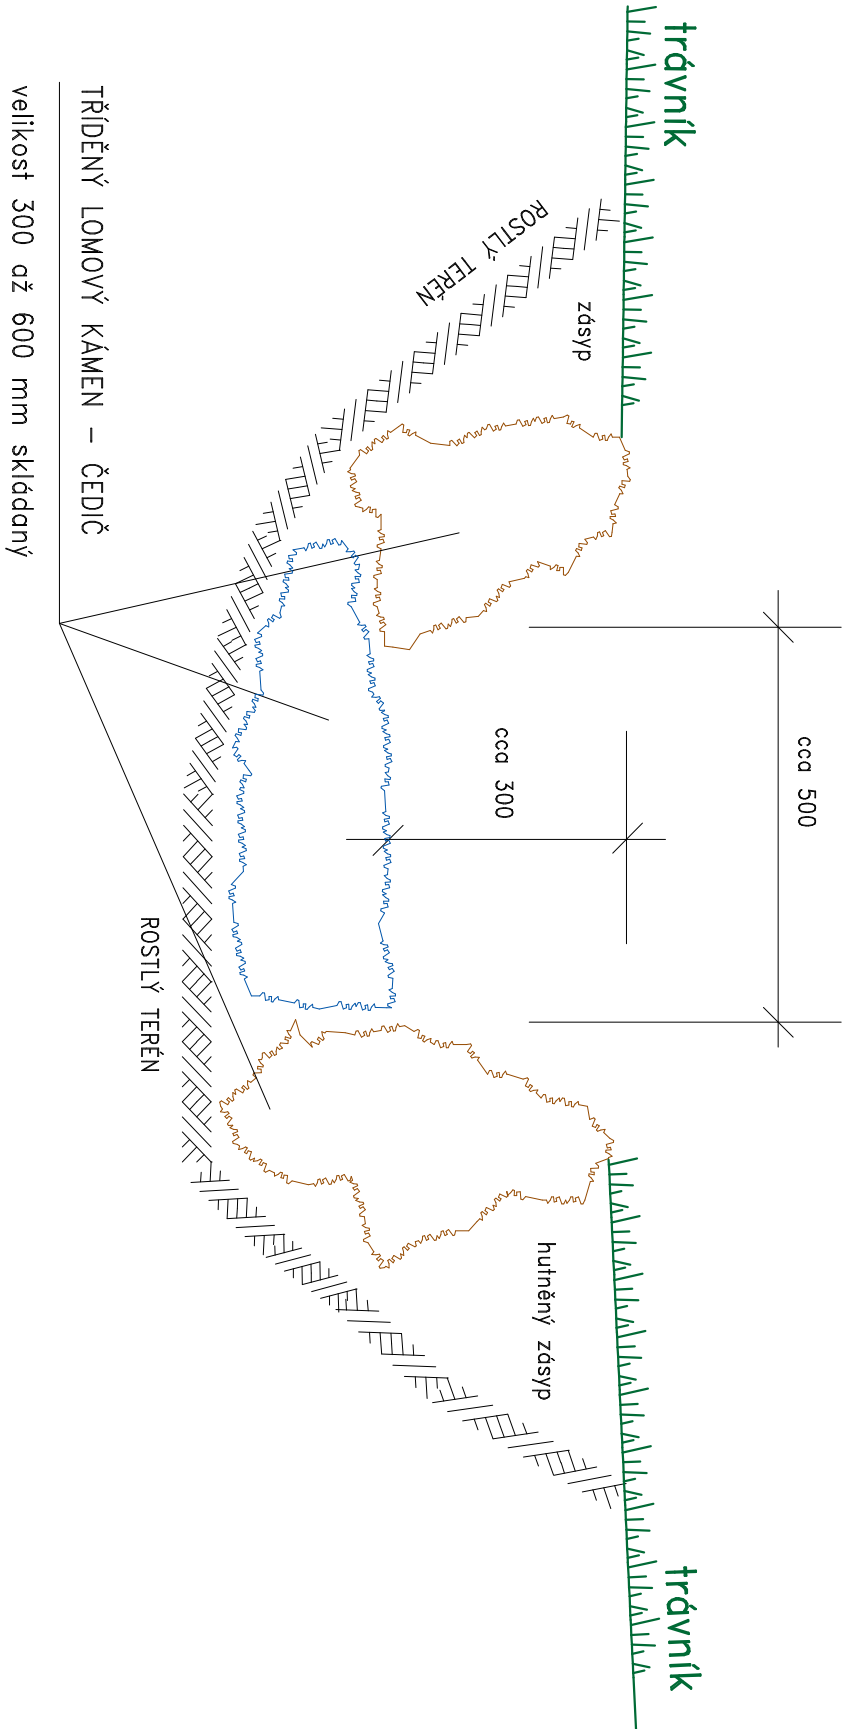 trávník
trávník
cca 500
cca 300
zásyp
hutněný zásyp
ROSTLÝ TERÉN
ROSTLÝ TERÉN
TŘÍDĚNÝ LOMOVÝ KÁMEN – ČEDIČ
velikost 300 až 600 mm skládaný